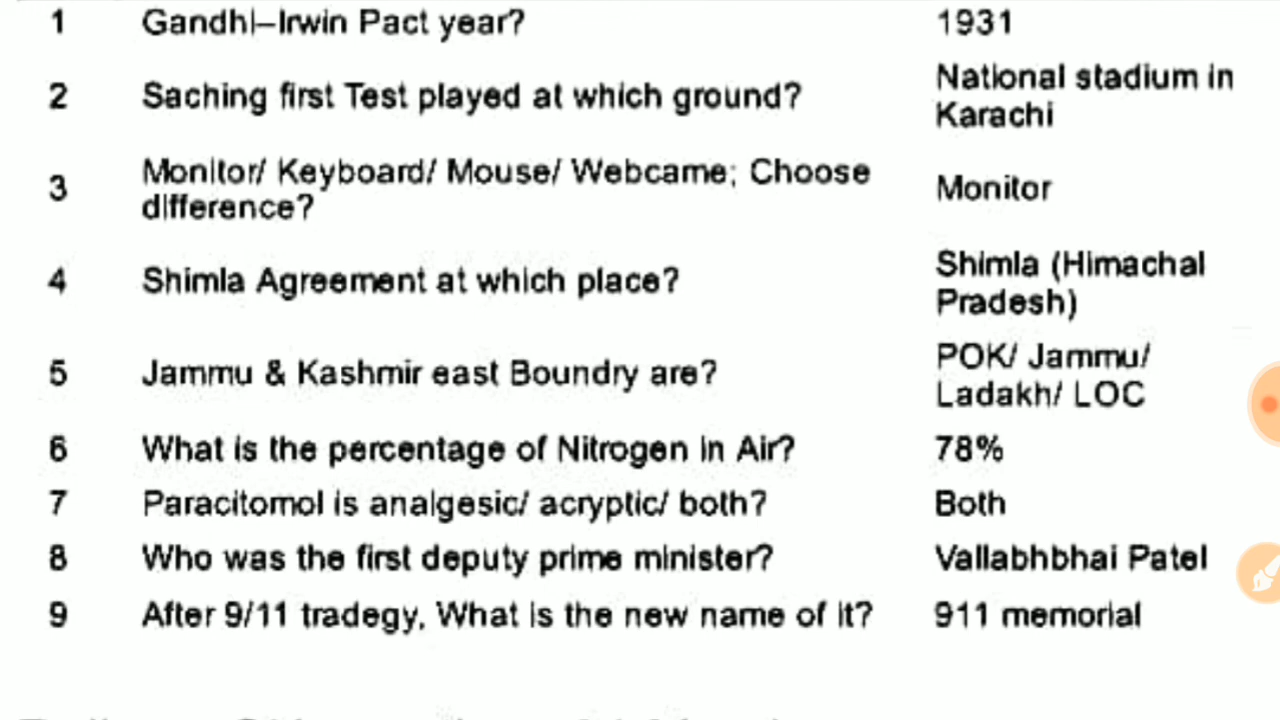 1 Gandhi–Irwin Pact year? 1931
2 Saching first Test played at which ground? National stadium in Karachi
3 Monitor/ Keyboard/ Mouse/ Webcame; Choose difference? Monitor
4 Shimla Agreement at which place? Shimla (Himachal Pradesh)
5 Jammu & Kashmir east Boundry are? POK/ Jammu/ Ladakh/ LOC
6 What is the percentage of Nitrogen in Air? 78%
7 Paracitomol is analgesic/ acryptic/ both? Both
8 Who was the first deputy prime minister? Vallabhbhai Patel
9 After 9/11 tradegy, What is the new name of it? 911 memorial